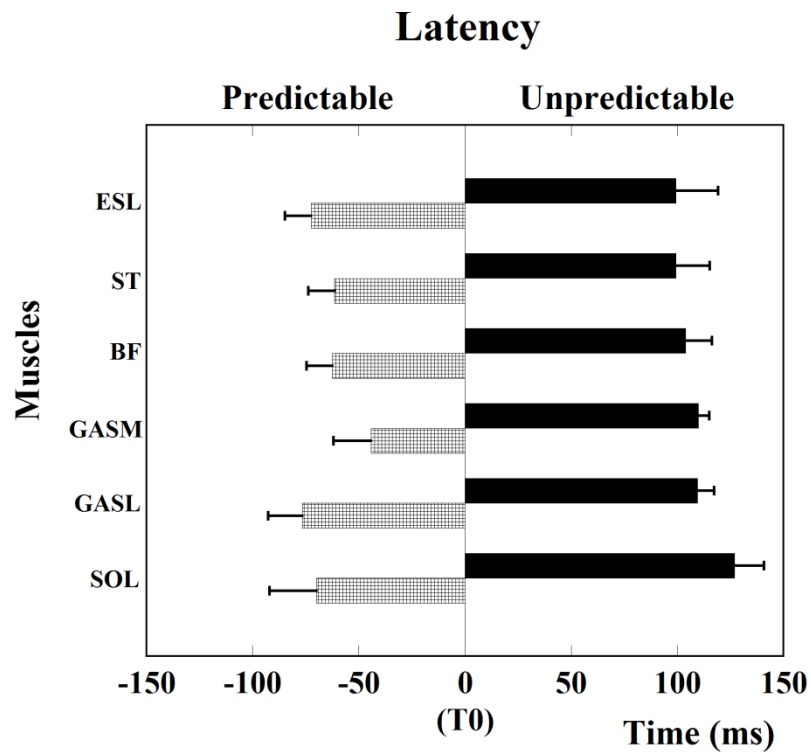 Latency
Predictable Unpredictable
Muscles
ESL
ST
BF
GASM
GASL
SOL
-150 -100 -50 0 50 100 150
(T0)
Time (ms)